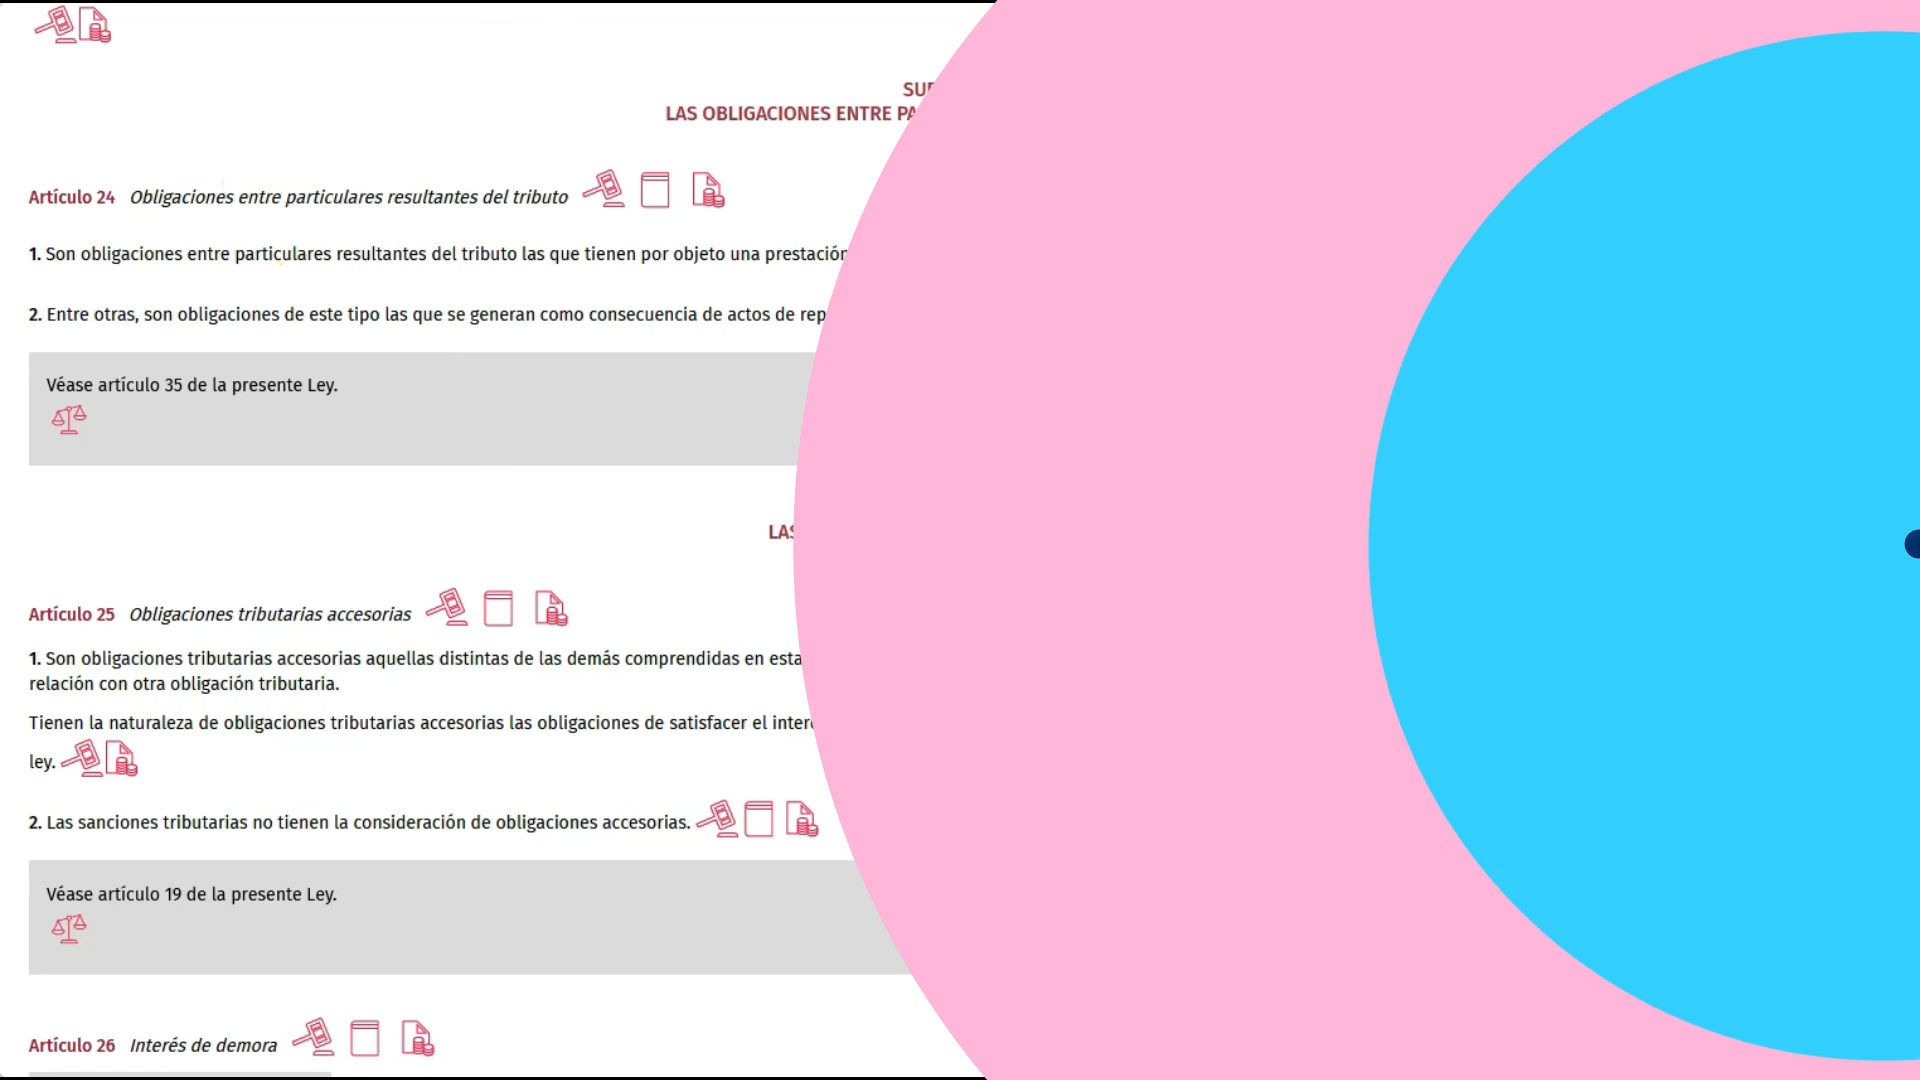 LAS OBLIGACIONES ENTRE
Artículo 24 Obligaciones entre particulares resultantes del tributo
1. Son obligaciones entre particulares resultantes del tributo las que tienen por objeto una prestación
2. Entre otras, son obligaciones de este tipo las que se generan como consecuencia de actos de
Véase artículo 35 de la presente Ley.
LAS
Artículo 25 Obligaciones tributarias accesorias
1. Son obligaciones tributarias accesorias aquellas distintas de las demás comprendidas en esta
relación con otra obligación tributaria.
Tienen la naturaleza de obligaciones tributarias accesorias las obligaciones de satisfacer el
ley.
2. Las sanciones tributarias no tienen la consideración de obligaciones accesorias.
Véase artículo 19 de la presente Ley.
Artículo 26 Interés de demora